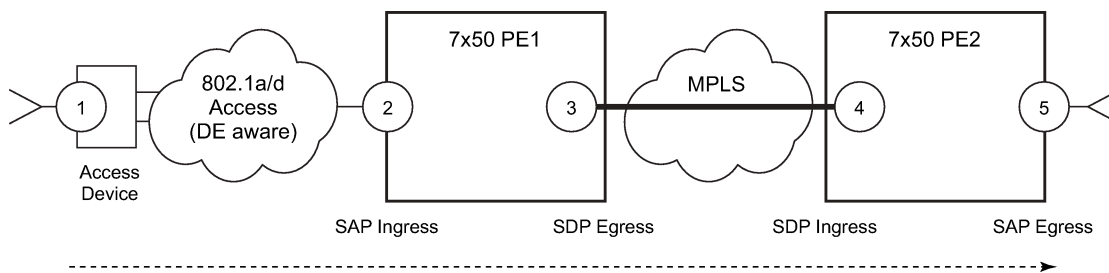 7x50 PE1
7x50 PE2
802.1a/d
Access
(DE aware)
MPLS
1
2
3
4
5
Access
Device
SAP Ingress
SDP Egress
SDP Ingress
SAP Egress